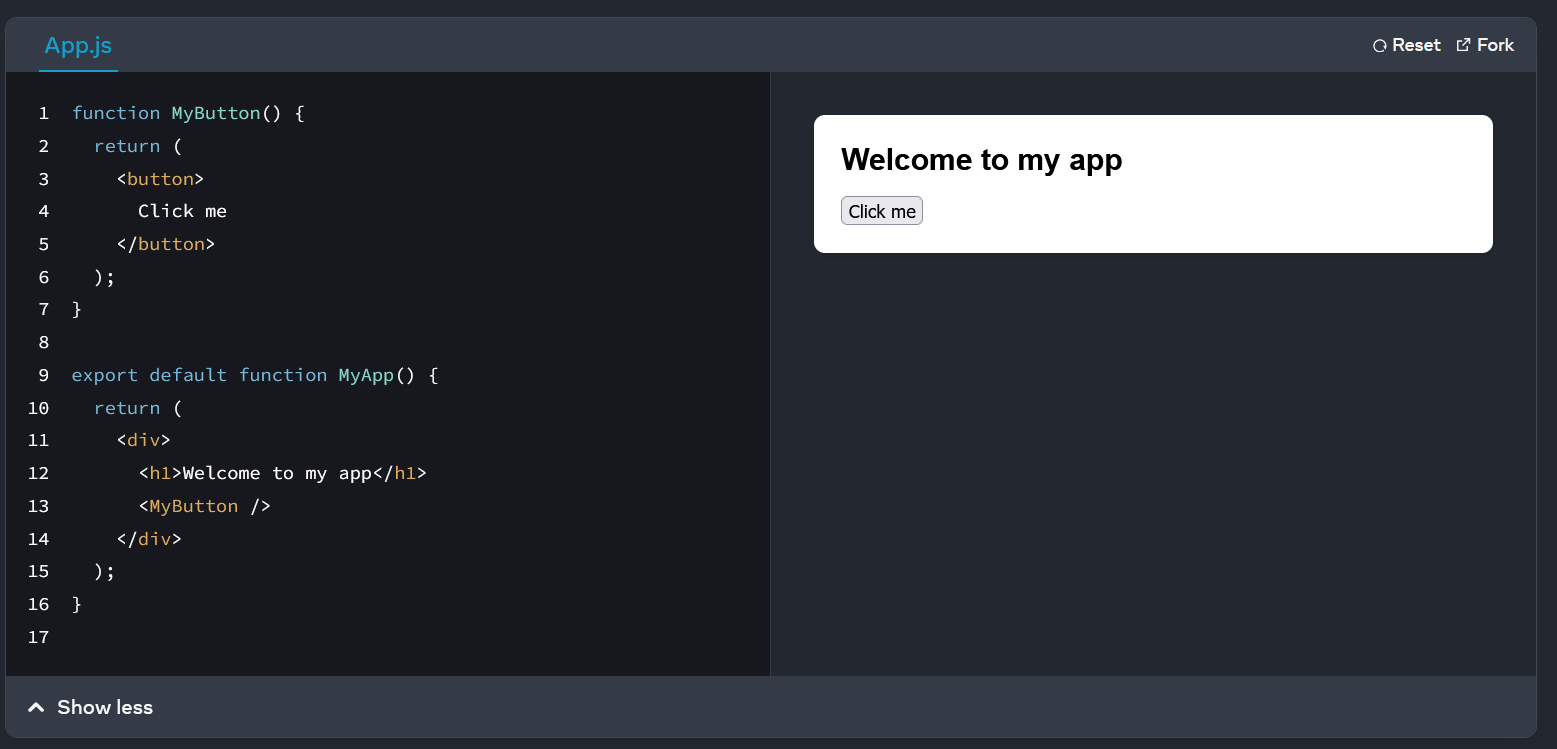 App.js
Reset Fork
1 function MyButton() {
2   return (
3     <button>
4       Click me
5     </button>
6   );
7 }
8
9 export default function MyApp() {
10   return (
11     <div>
12       <h1>Welcome to my app</h1>
13       <MyButton />
14     </div>
15   );
16 }
17
Welcome to my app
Click me
Show less